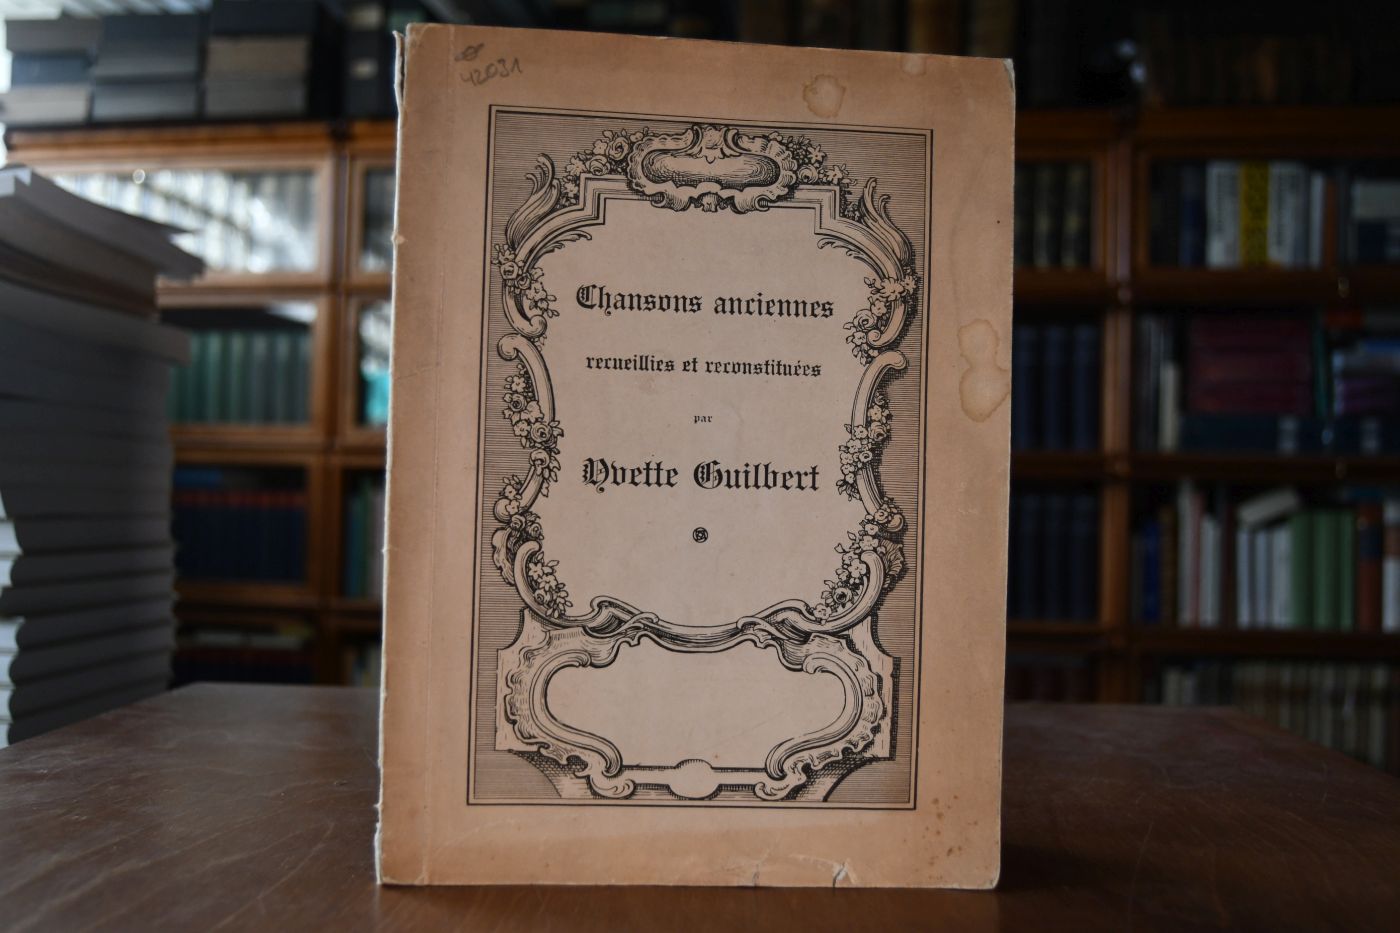 42031
Chansons anciennes
recueillies et reconstituées
par
Yvette Guilbert